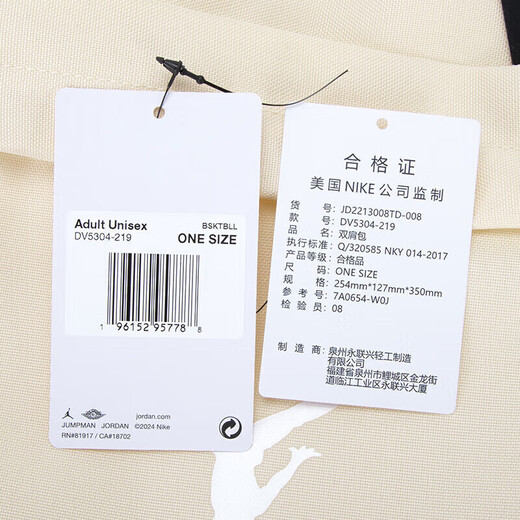 Adult Unisex
DV5304-219
BSKTBLL
ONE SIZE
1 96152 95778 8
JUMPMAN JORDAN
RN#81917 / CA#18702
jordan.com
©2024 Nike
合格证
美国NIKE公司监制
货号: JD2213008TD-008
款号: DV5304-219
品名: 双肩包
执行标准: Q/320585 NKY 014-2017
产品等级: 合格品
尺码: ONE SIZE
规格: 254mm*127mm*350mm
参考号: 7A0654-W0J
检验员: 08
制造商: 泉州永联兴轻工制造
有限公司
福建省泉州市鲤城区金龙街
道临江工业区永联兴大厦